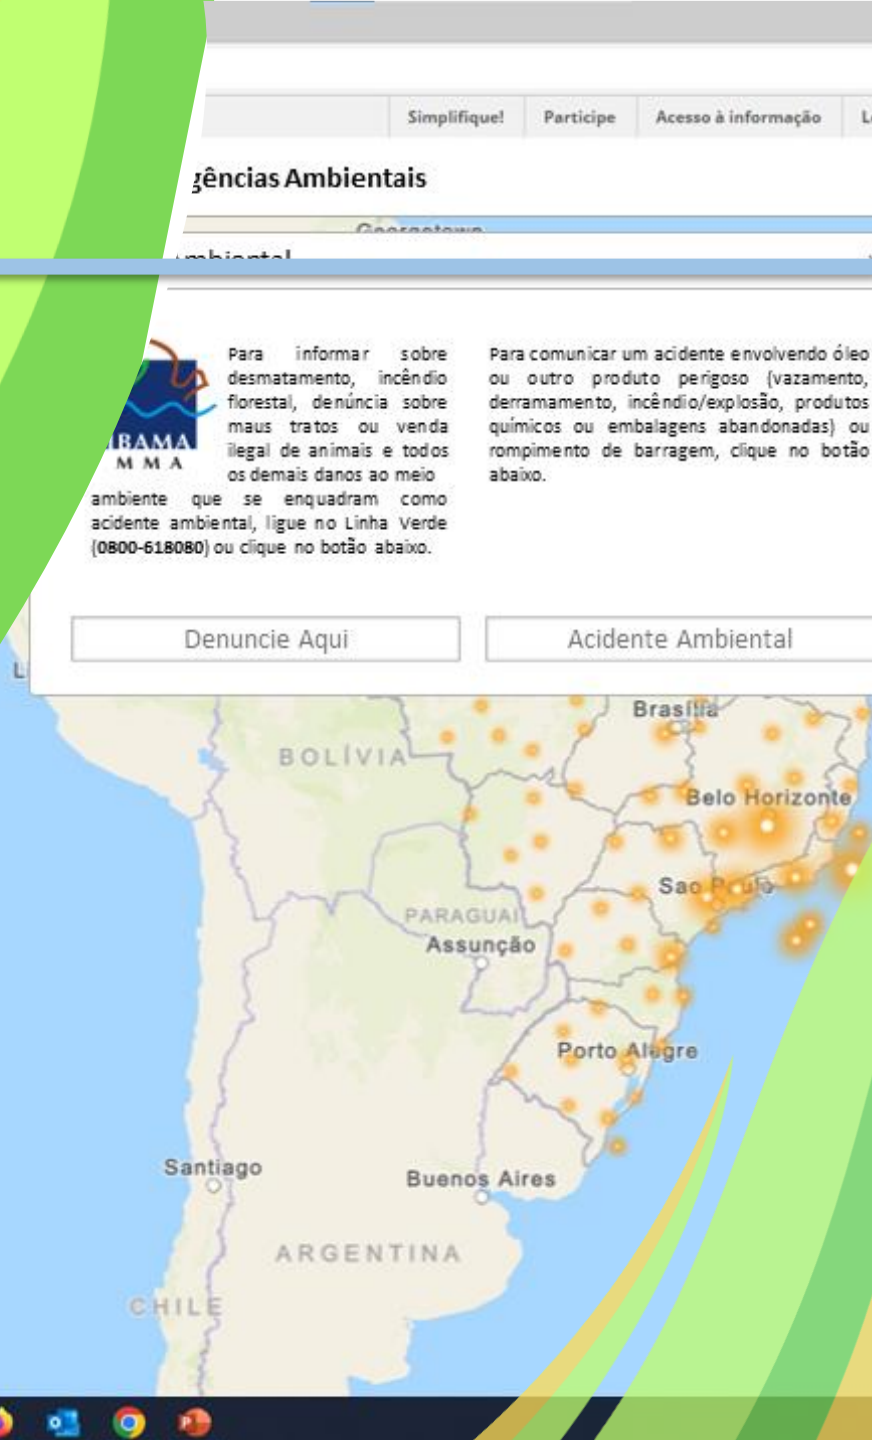 Simplifique!
Participe
Acesso à informação
gências Ambientais
Georgetown
Ambiental
IBAMA
M M A
Para informar sobre
desmatamento, incêndio
florestal, denúncia sobre
maus tratos ou venda
ilegal de animais e todos
os demais danos ao meio
ambiente que se enquadram como
acidente ambiental, ligue no Linha Verde
(0800-618080) ou clique no botão abaixo.
Para comunicar um acidente envolvendo óleo
ou outro produto perigoso (vazamento,
derramamento, incêndio/explosão, produtos
químicos ou embalagens abandonadas) ou
rompimento de barragem, clique no botão
abaixo.
Denuncie Aqui
Acidente Ambiental
Brasília
BOLÍVIA
Belo Horizonte
Sao Paulo
PARAGUAI
Assunção
Porto Alegre
Santiago
Buenos Aires
ARGENTINA
CHILE